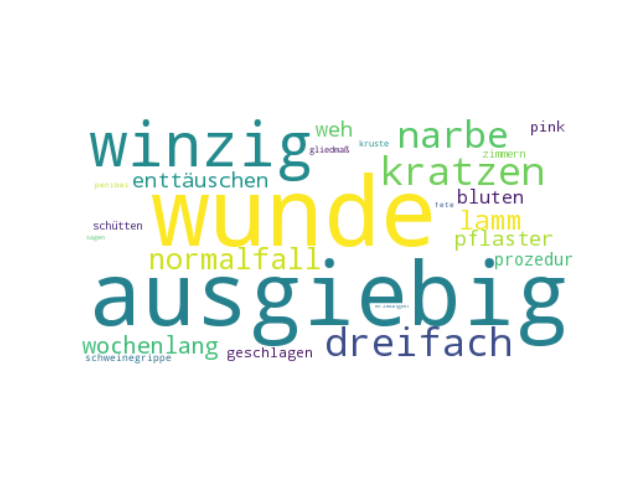 winzig
weh
gliedmaß
kruste
narbe
pink
zimmern
kratzen
penibel
enttäuschen
wunde
fete
bluten
schütten
lamm
sagen
pflaster
normalfall
prozedur
ausgiebig
wochenlang
schweinegrippe
geschlagen
dreifach